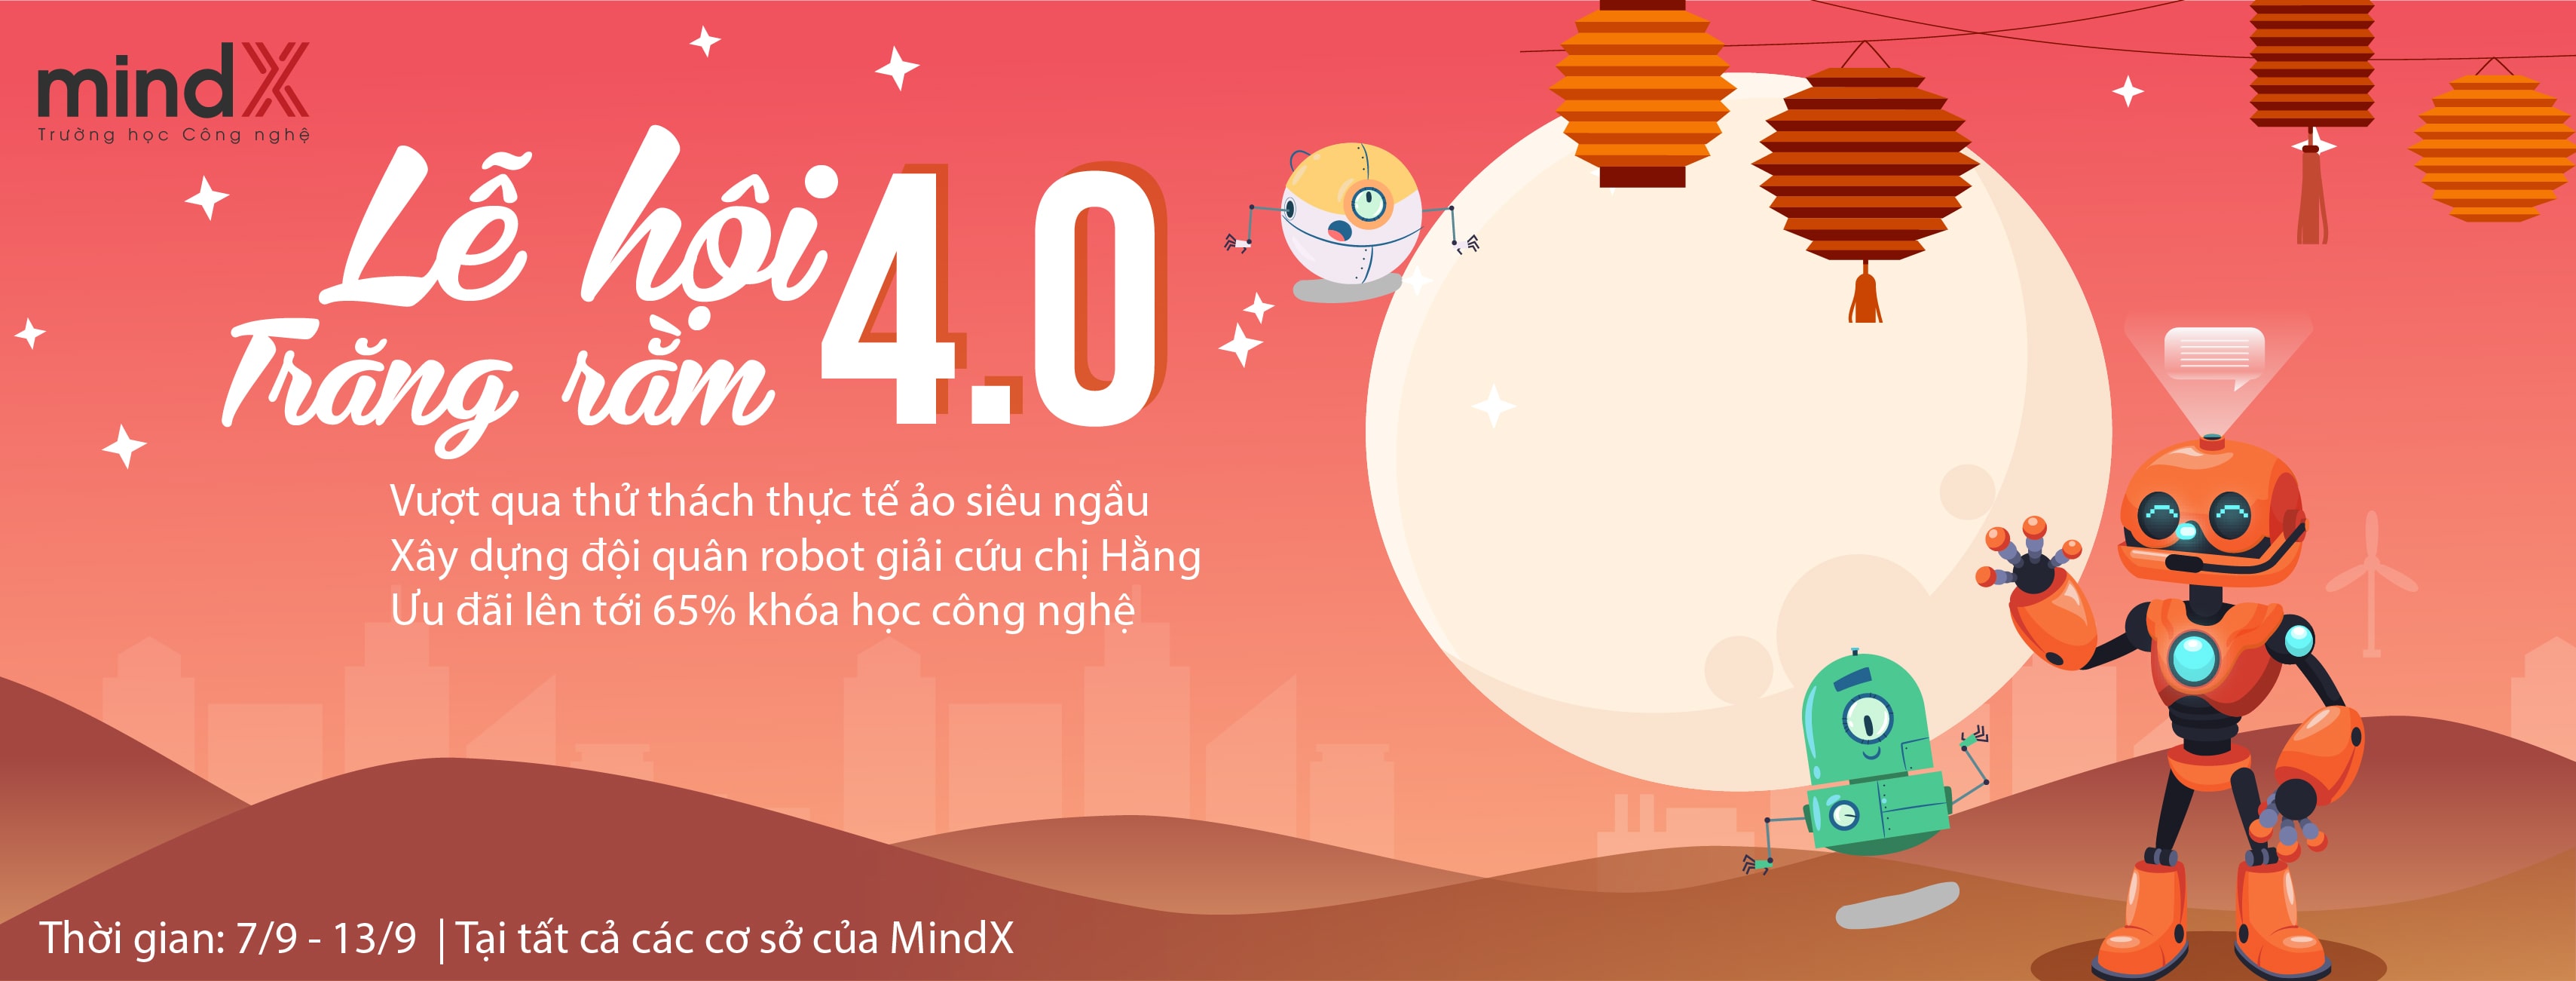 mindX
Trường học Công nghệ
Lễ hội
Trăng rằm
4.0
Vượt qua thử thách thực tế ảo siêu ngầu
Xây dựng đội quân robot giải cứu chị Hằng
Ưu đãi lên tới 65% khóa học công nghệ
Thời gian: 7/9 - 13/9 | Tại tất cả các cơ sở của MindX